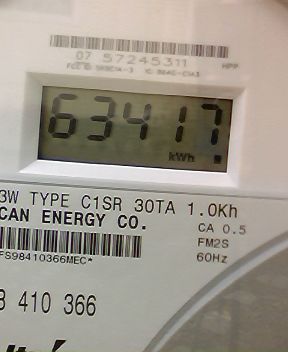 07 57245311
HPP
63417
kWh
3W TYPE C1SR 30TA 1.0Kh
CAN ENERGY CO.
CA 0.5
FM2S
60Hz
FS98410366MEC*
410 366